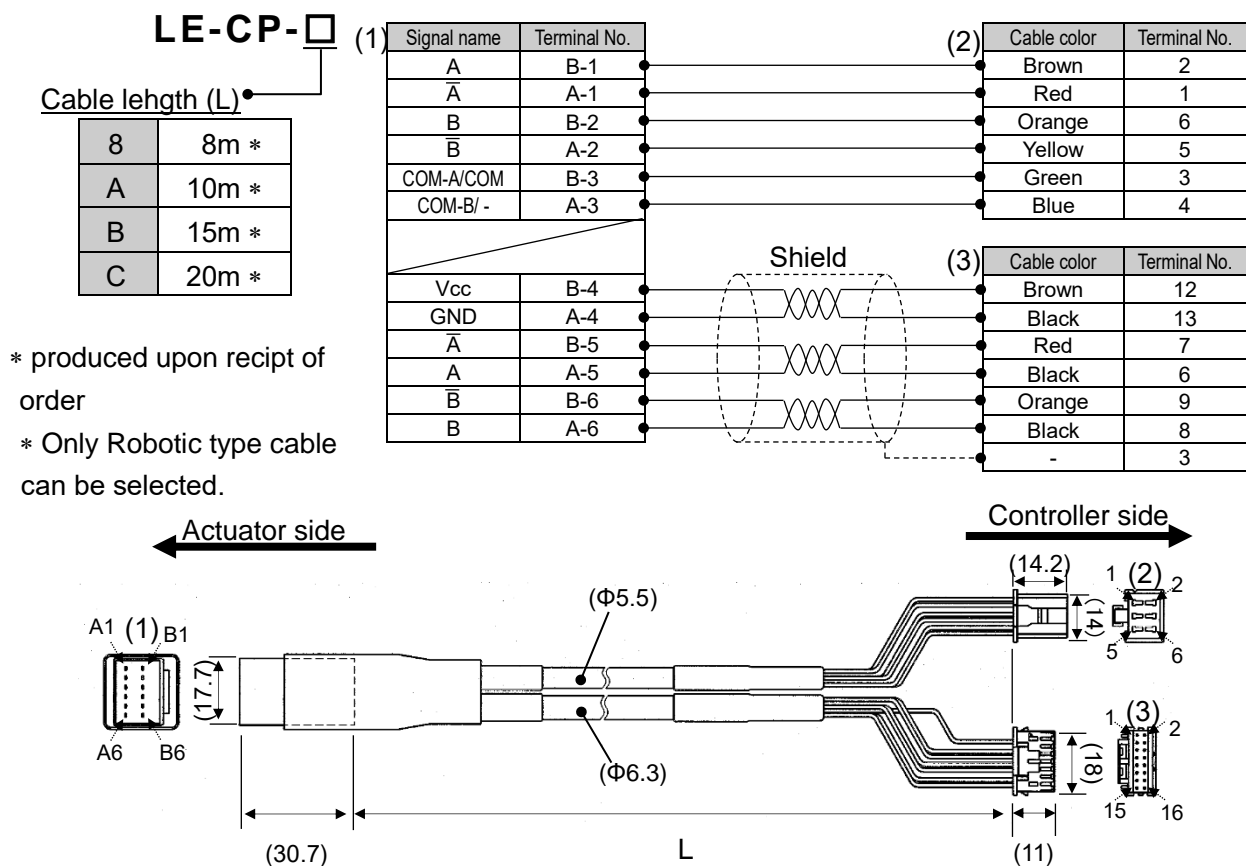 LE-CP-□
Cable lehgth (L)
8 8m *
A 10m *
B 15m *
C 20m *
* produced upon recipt of
order
* Only Robotic type cable
can be selected.
(1)
Signal name Terminal No.
A B-1
A̅ A-1
B B-2
B̅ A-2
COM-A/COM B-3
COM-B/ - A-3
Vcc B-4
GND A-4
A̅ B-5
A A-5
B̅ B-6
B A-6
Shield
(2)
Cable color Terminal No.
Brown 2
Red 1
Orange 6
Yellow 5
Green 3
Blue 4
(3)
Cable color Terminal No.
Brown 12
Black 13
Red 7
Black 6
Orange 9
Black 8
- 3
Actuator side
Controller side
A1 (1) B1
A6 B6
(17.7)
(30.7)
(Φ5.5)
(Φ6.3)
L
(14.2)
(14)
1 (2) 2
5 6
(18)
(11)
1 (3) 2
15 16